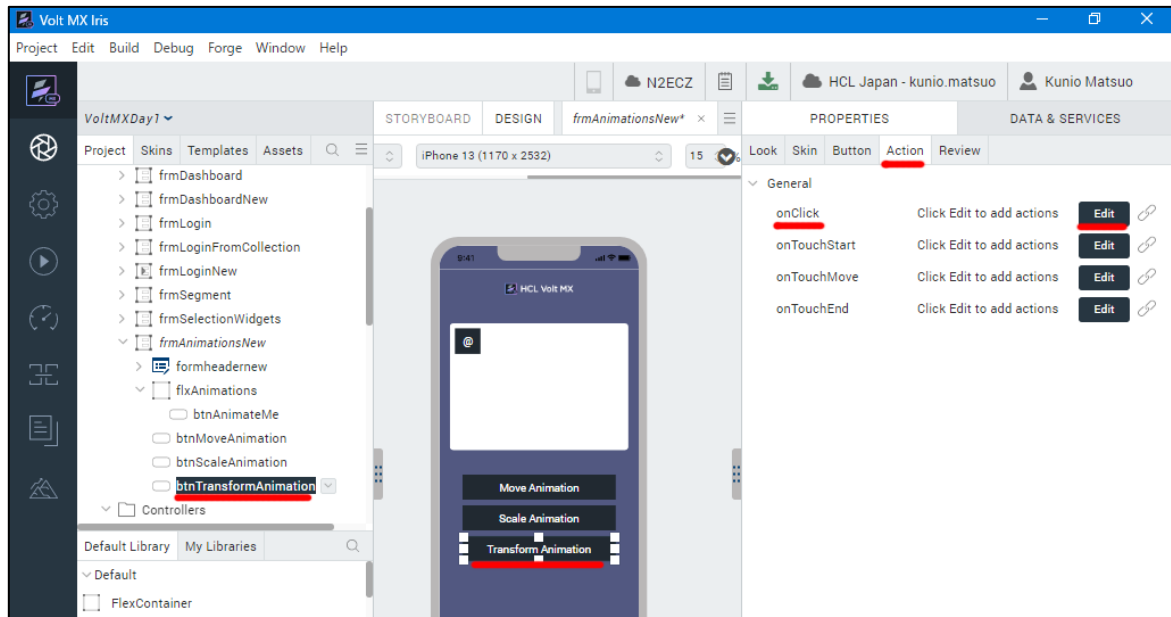 Volt MX Iris
Project Edit Build Debug Forge Window Help
N2ECZ HCL Japan - kunio.matsuo Kunio Matsuo
VoltMXDay1 STORYBOARD DESIGN frmAnimationsNew* × PROPERTIES DATA & SERVICES
Project Skins Templates Assets iPhone 13 (1170 x 2532) 15 % Look Skin Button Action Review
frmDashboard
frmDashboardNew
frmLogin
frmLoginFromCollection
frmLoginNew
frmSegment
frmSelectionWidgets
frmAnimationsNew
formheadernew
flxAnimations
btnAnimateMe
btnMoveAnimation
btnScaleAnimation
btnTransformAnimation
Controllers
Default Library My Libraries
Default
FlexContainer
9:41
HCL Volt MX
@
Move Animation
Scale Animation
Transform Animation
General
onClick Click Edit to add actions Edit
onTouchStart Click Edit to add actions Edit
onTouchMove Click Edit to add actions Edit
onTouchEnd Click Edit to add actions Edit